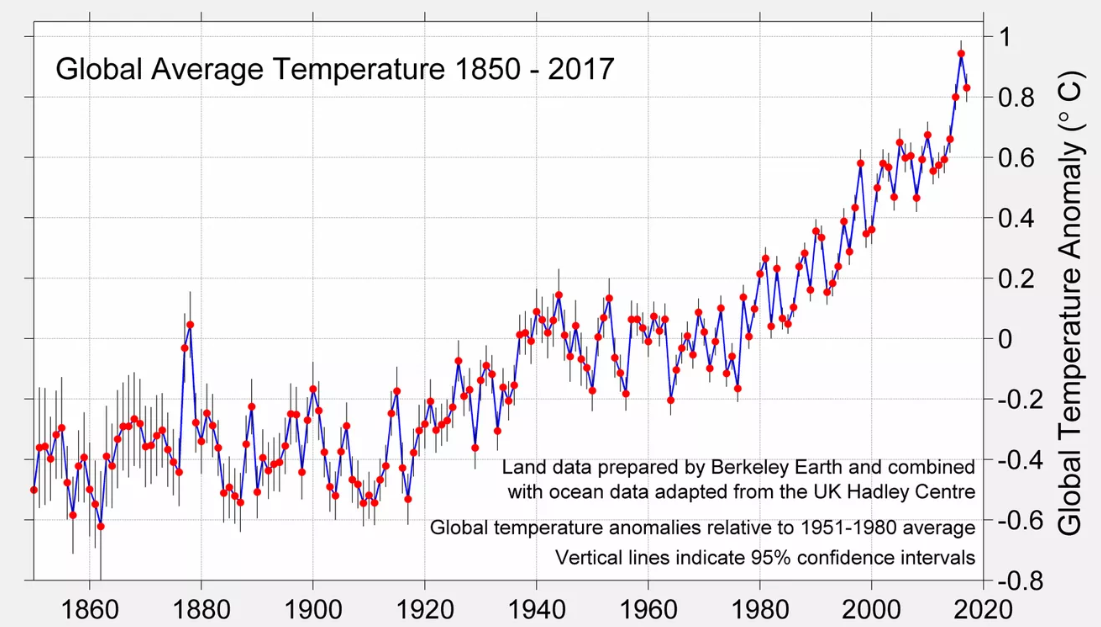 Global Average Temperature 1850 - 2017
1
0.8
0.6
0.4
0.2
0
-0.2
-0.4
-0.6
-0.8
Global Temperature Anomaly (° C)
Land data prepared by Berkeley Earth and combined
with ocean data adapted from the UK Hadley Centre
Global temperature anomalies relative to 1951-1980 average
Vertical lines indicate 95% confidence intervals
1860 1880 1900 1920 1940 1960 1980 2000 2020